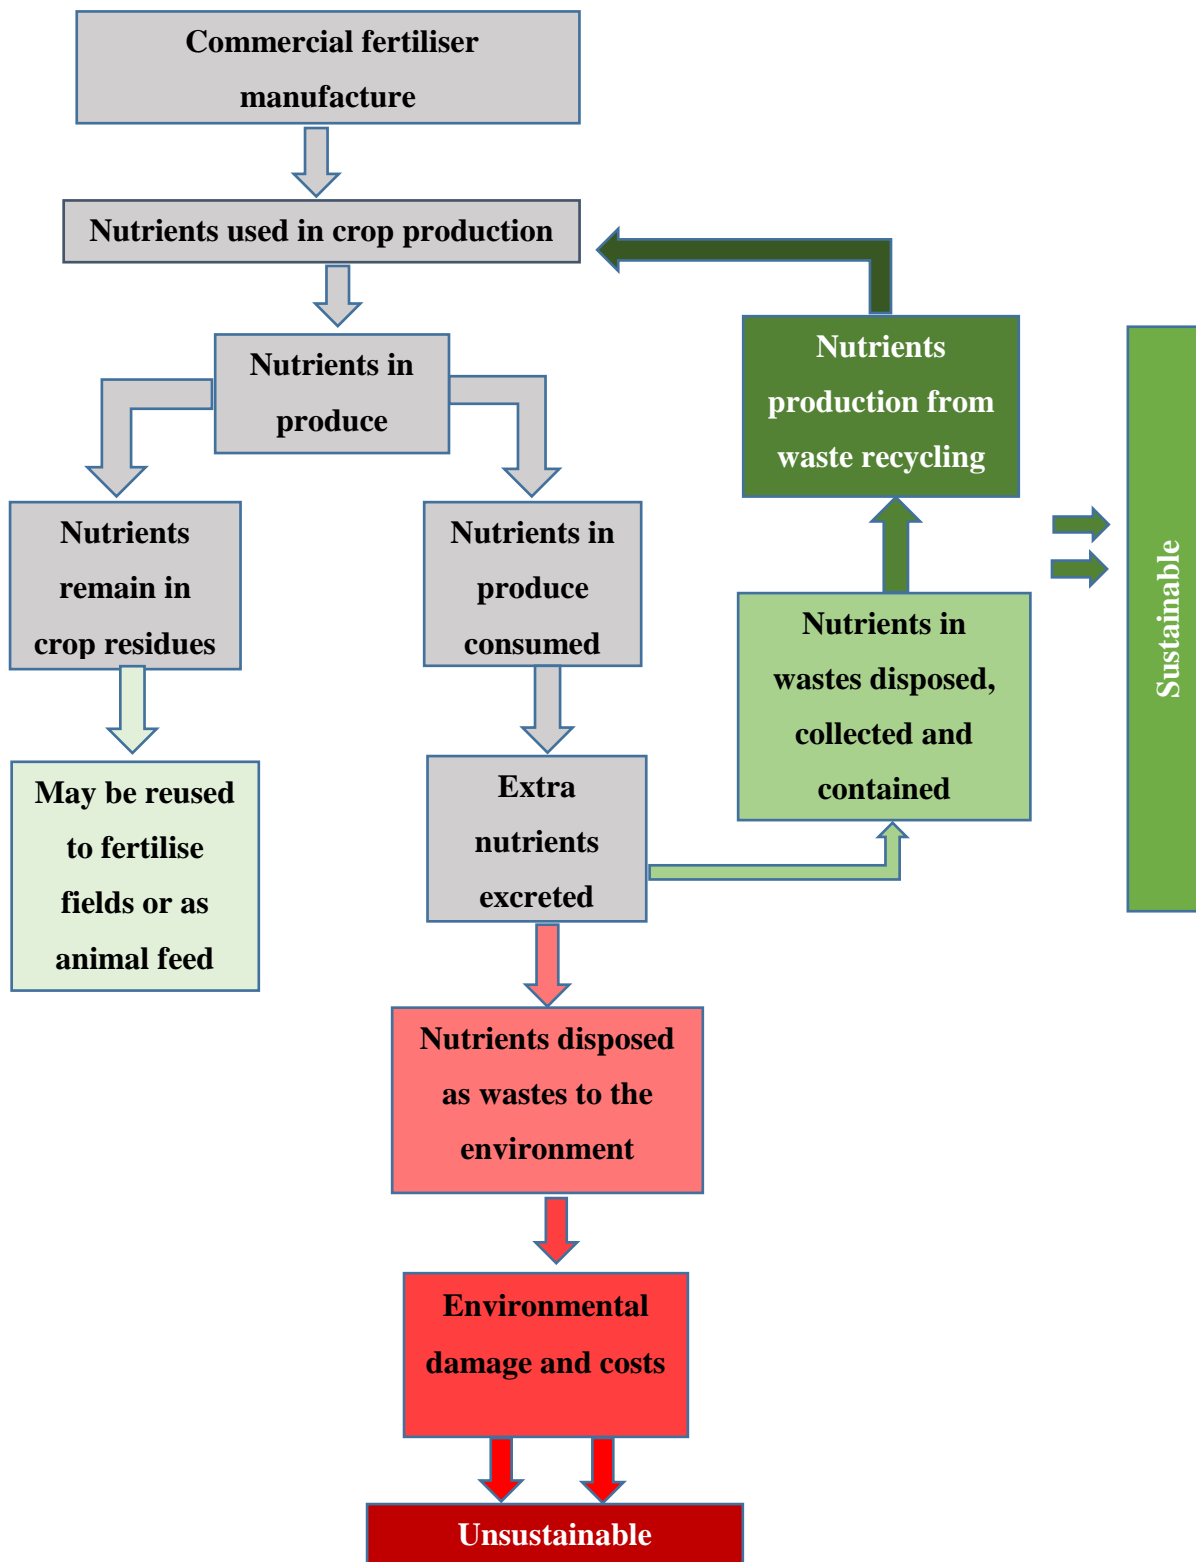 Commercial fertiliser
manufacture
Nutrients used in crop production
Nutrients in
produce
Nutrients
production from
waste recycling
Nutrients
remain in
crop residues
Nutrients in
produce
consumed
Nutrients in
wastes disposed,
collected and
contained
Sustainable
May be reused
to fertilise
fields or as
animal feed
Extra
nutrients
excreted
Nutrients disposed
as wastes to the
environment
Environmental
damage and costs
Unsustainable